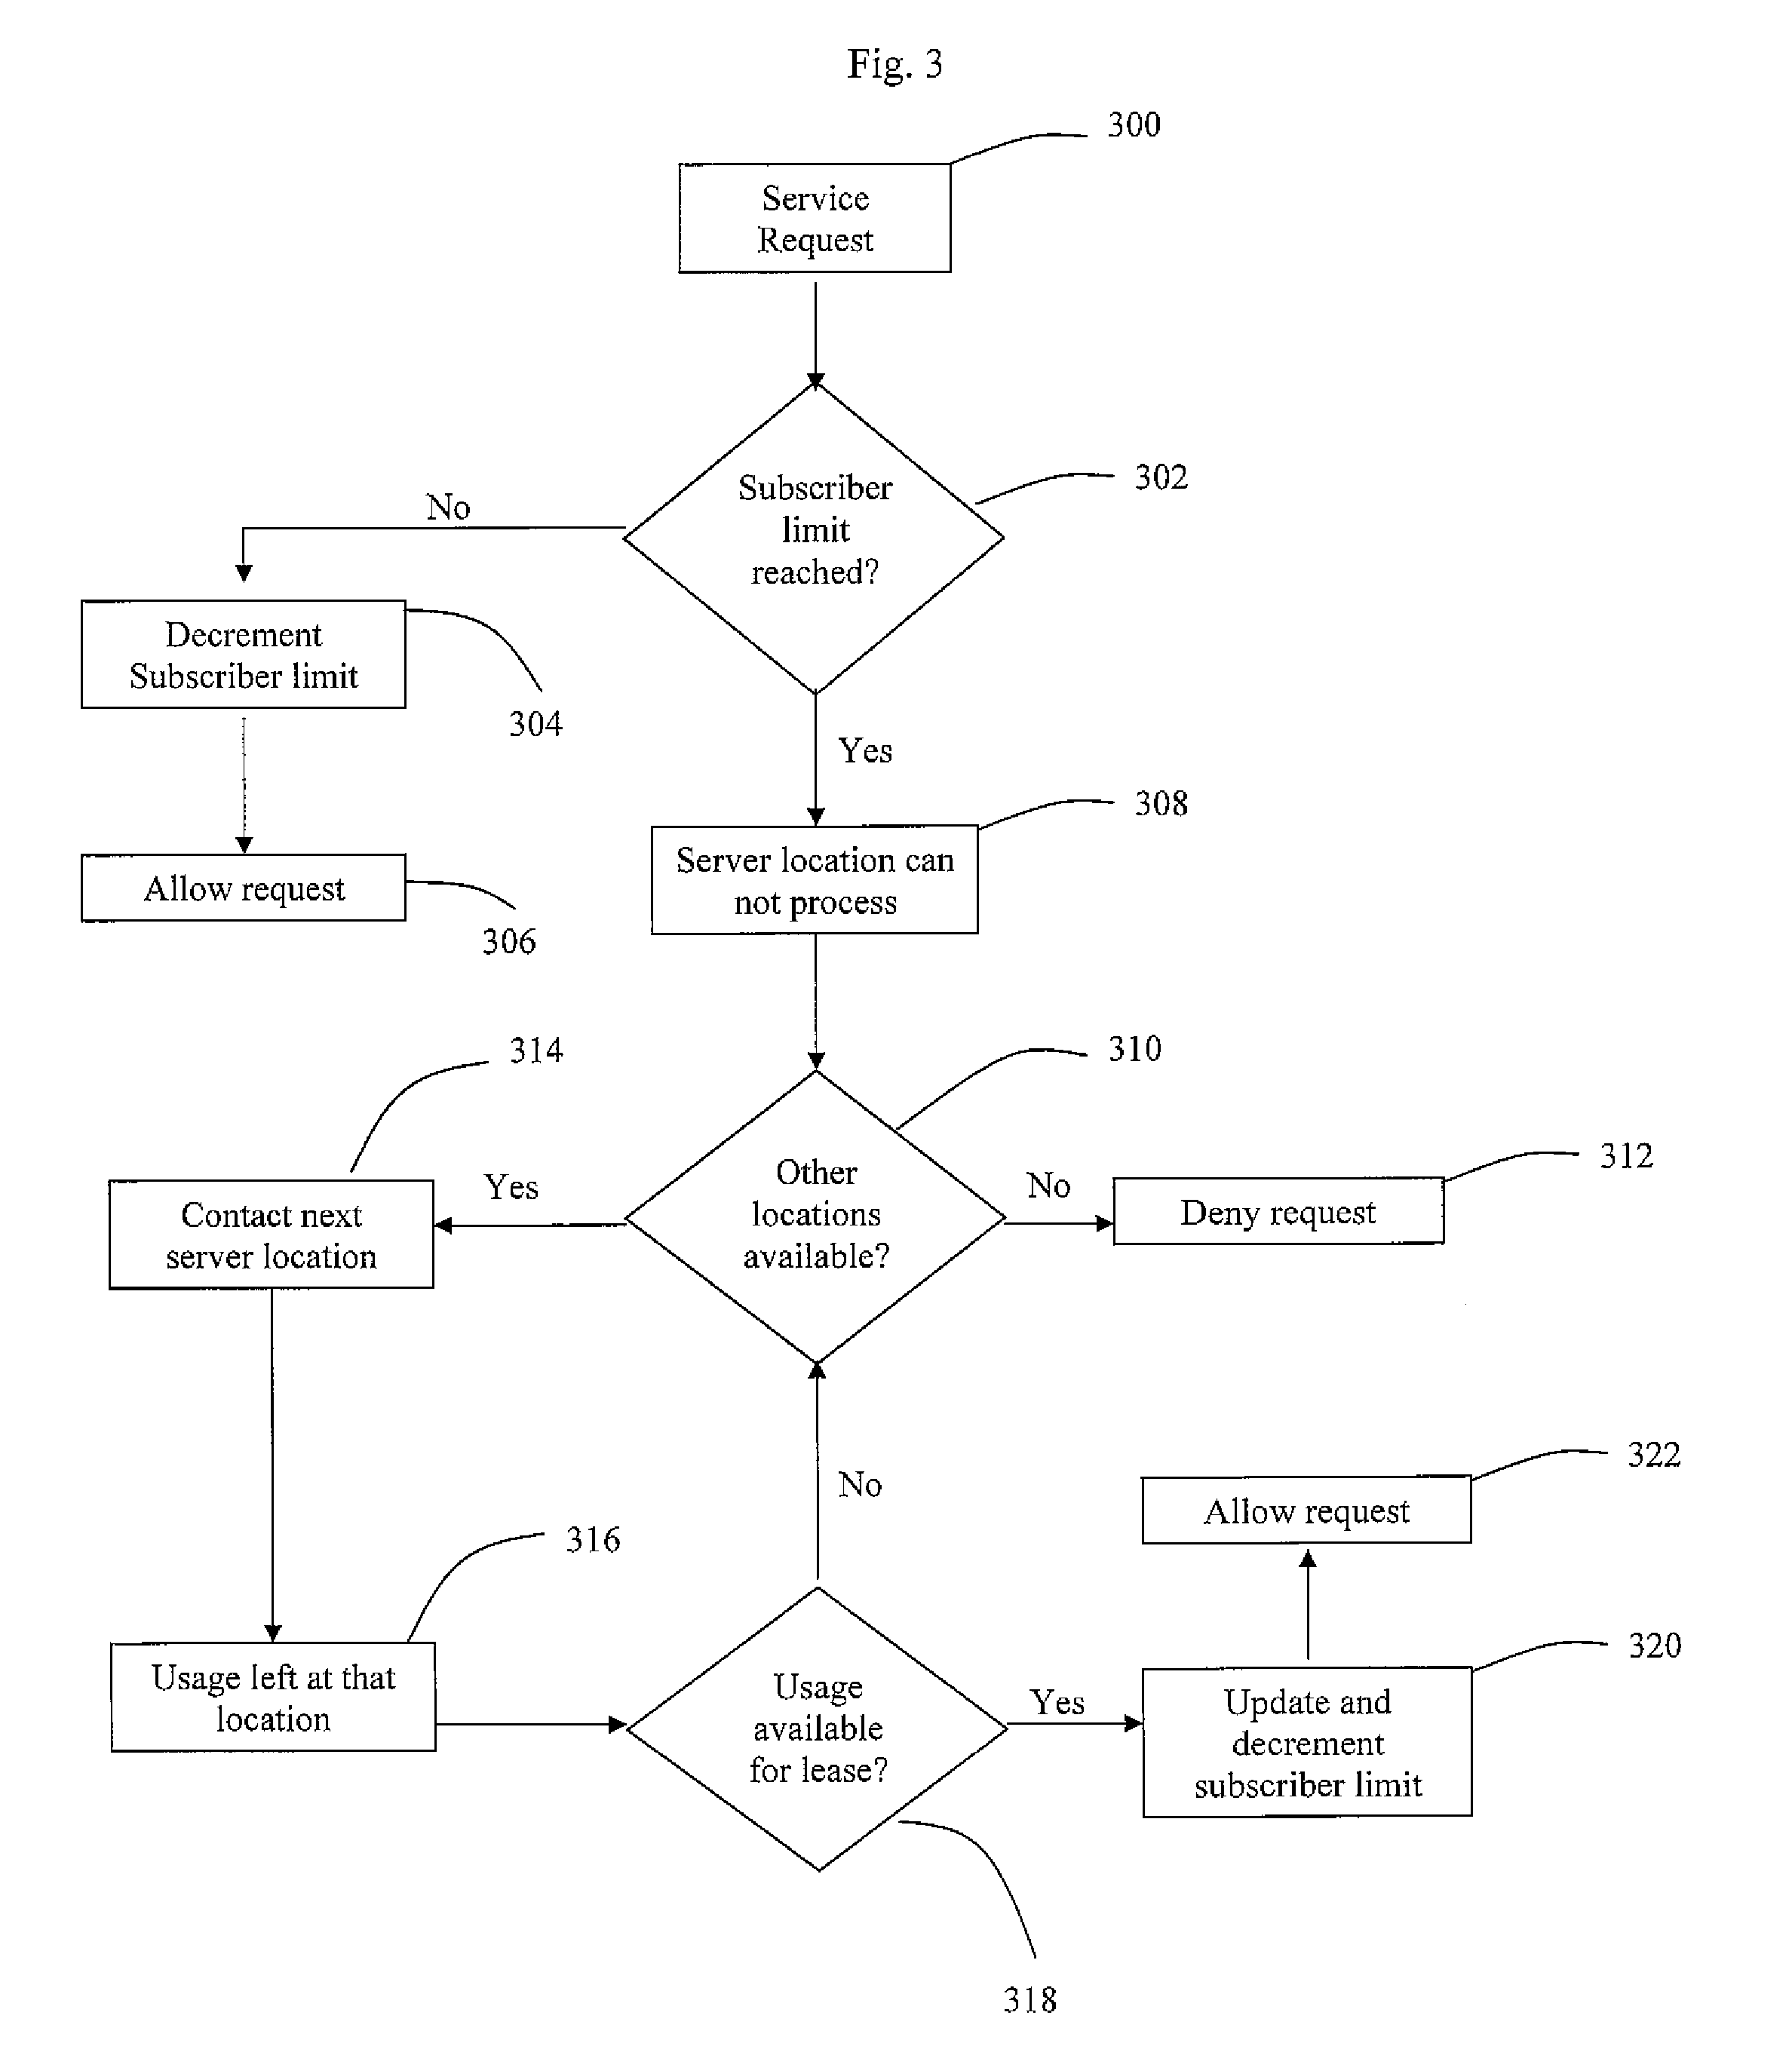 Fig. 3
300
Service
Request
302
Subscriber
limit
reached?
No
Decrement
Subscriber limit
304
Yes
308
Allow request
306
Server location can
not process
314
310
312
Yes
Other
locations
available?
No
Deny request
Contact next
server location
322
No
Allow request
316
320
Usage left at that
location
Usage
available
for lease?
Yes
Update and
decrement
subscriber limit
318